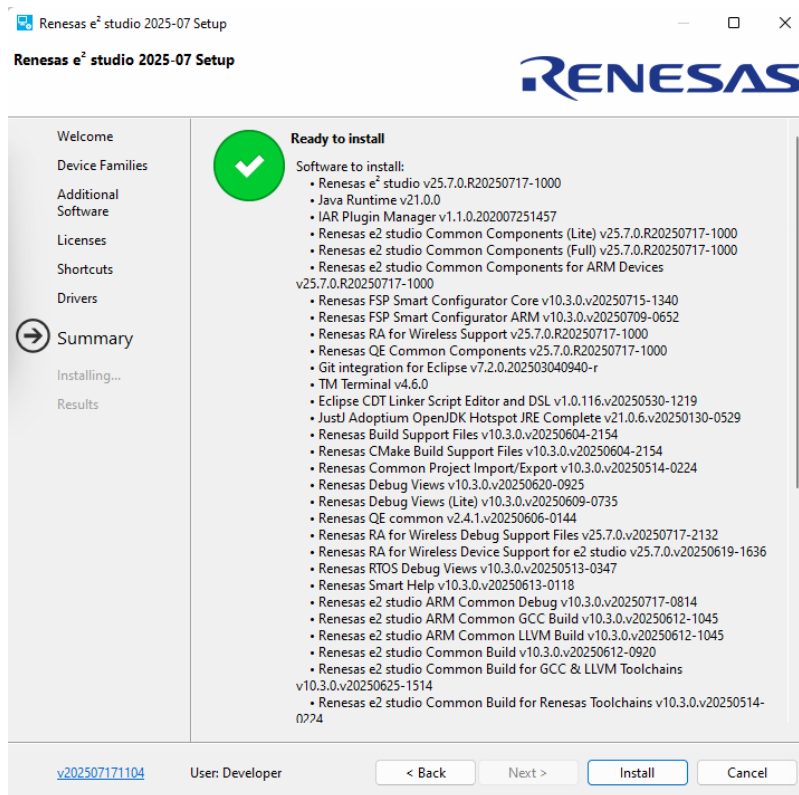 Renesas e² studio 2025-07 Setup
Renesas e² studio 2025-07 Setup
RENESAS
Welcome
Device Families
Additional
Software
Licenses
Shortcuts
Drivers
Summary
Installing...
Results
Ready to install
Software to install:
• Renesas e² studio v25.7.0.R20250717-1000
• Java Runtime v21.0.0
• IAR Plugin Manager v1.1.0.202007251457
• Renesas e2 studio Common Components (Lite) v25.7.0.R20250717-1000
• Renesas e2 studio Common Components (Full) v25.7.0.R20250717-1000
• Renesas e2 studio Common Components for ARM Devices
v25.7.0.R20250717-1000
• Renesas FSP Smart Configurator Core v10.3.0.v20250715-1340
• Renesas FSP Smart Configurator ARM v10.3.0.v20250709-0652
• Renesas RA for Wireless Support v25.7.0.R20250717-1000
• Renesas QE Common Components v25.7.0.R20250717-1000
• Git integration for Eclipse v7.2.0.202503040940-r
• TM Terminal v4.6.0
• Eclipse CDT Linker Script Editor and DSL v1.0.116.v20250530-1219
• JustJ Adoptium OpenJDK Hotspot JRE Complete v21.0.6.v20250130-0529
• Renesas Build Support Files v10.3.0.v20250604-2154
• Renesas CMake Build Support Files v10.3.0.v20250604-2154
• Renesas Common Project Import/Export v10.3.0.v20250514-0224
• Renesas Debug Views v10.3.0.v20250620-0925
• Renesas Debug Views (Lite) v10.3.0.v20250609-0735
• Renesas QE common v2.4.1.v20250606-0144
• Renesas RA for Wireless Debug Support Files v25.7.0.v20250717-2132
• Renesas RA for Wireless Device Support for e2 studio v25.7.0.v20250619-1636
• Renesas RTOS Debug Views v10.3.0.v20250513-0347
• Renesas Smart Help v10.3.0.v20250613-0118
• Renesas e2 studio ARM Common Debug v10.3.0.v20250717-0814
• Renesas e2 studio ARM Common GCC Build v10.3.0.v20250612-1045
• Renesas e2 studio ARM Common LLVM Build v10.3.0.v20250612-1045
• Renesas e2 studio Common Build v10.3.0.v20250612-0920
• Renesas e2 studio Common Build for GCC & LLVM Toolchains
v10.3.0.v20250625-1514
• Renesas e2 studio Common Build for Renesas Toolchains v10.3.0.v20250514-
0224
v202507171104
User: Developer
< Back
Next >
Install
Cancel